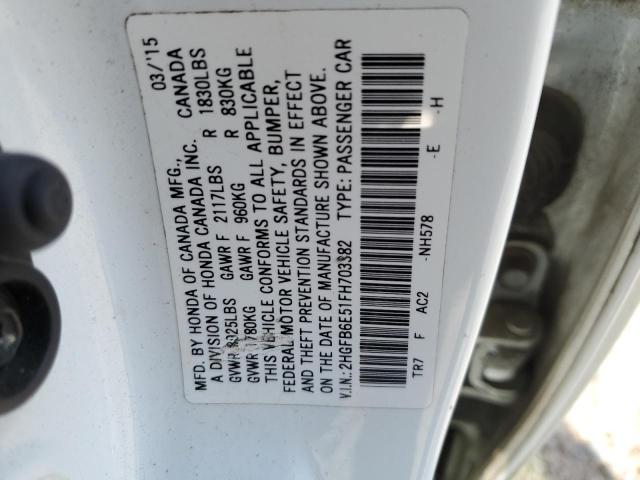 MFD. BY HONDA OF CANADA MFG., 03/'15
A DIVISION OF HONDA CANADA INC. CANADA
GVWR 3925LBS GAWR F 2117LBS R 1830LBS
GVWR 1780KG GAWR F 960KG R 830KG
THIS VEHICLE CONFORMS TO ALL APPLICABLE
FEDERAL MOTOR VEHICLE SAFETY, BUMPER,
AND THEFT PREVENTION STANDARDS IN EFFECT
ON THE DATE OF MANUFACTURE SHOWN ABOVE.
V.I.N.: 2HGFB6E51FH703382 TYPE: PASSENGER CAR
TR7 F AC2 -NH578 -E -H